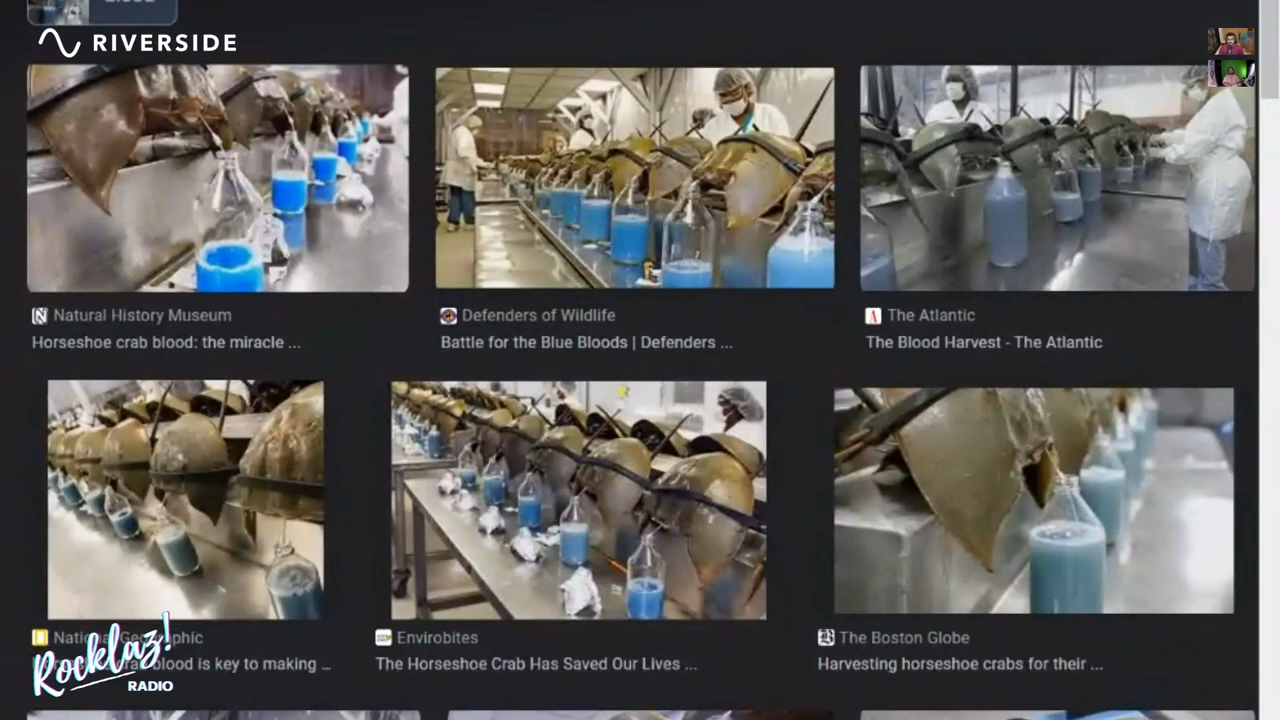 RIVERSIDE
Natural History Museum
Horseshoe crab blood: the miracle ...
Defenders of Wildlife
Battle for the Blue Bloods | Defenders ...
The Atlantic
The Blood Harvest - The Atlantic
National Geographic
blood is key to making ...
Envirobites
The Horseshoe Crab Has Saved Our Lives ...
The Boston Globe
Harvesting horseshoe crabs for their ...
Rocklaz!
RADIO